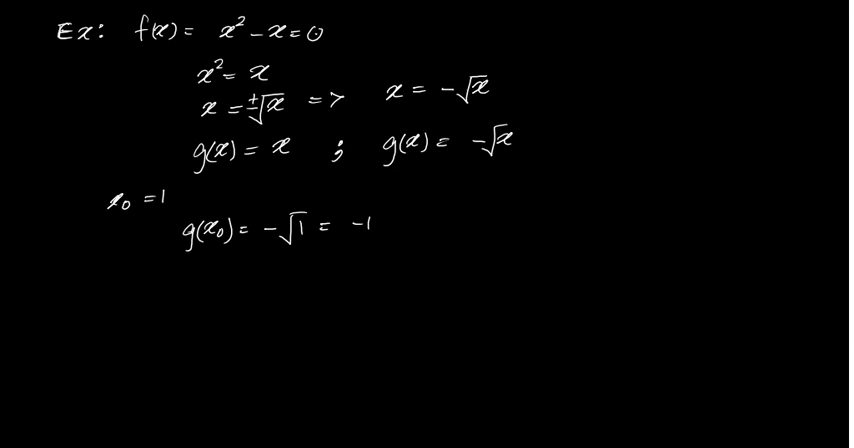 Ex: f(x) = x² - x = 0
x² = x
x = ±√x => x = -√x
g(x) = x ; g(x) = -√x
x₀ = 1
g(x₀) = -√1 = -1